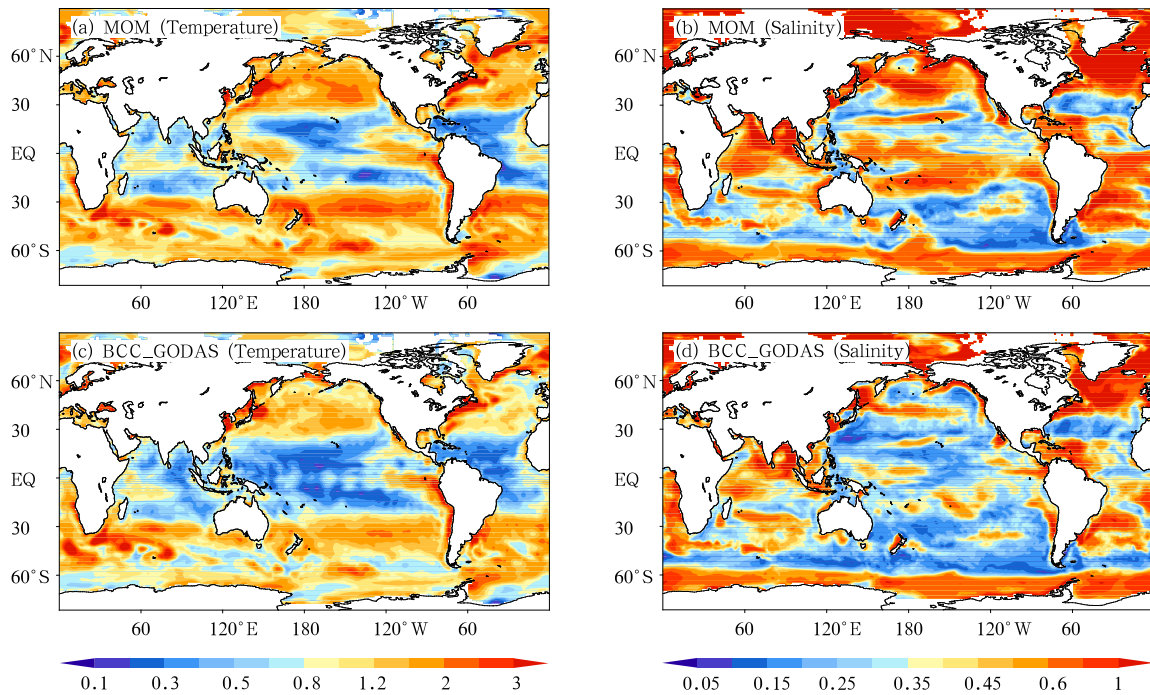 (a) MOM (Temperature)
(b) MOM (Salinity)
60°N
30
EQ
30
60°S
60°N
30
EQ
30
60°S
60 120°E 180 120°W 60
60 120°E 180 120°W 60
(c) BCC_GODAS (Temperature)
(d) BCC_GODAS (Salinity)
60°N
30
EQ
30
60°S
60°N
30
EQ
30
60°S
60 120°E 180 120°W 60
60 120°E 180 120°W 60
0.1 0.3 0.5 0.8 1.2 2 3
0.05 0.15 0.25 0.35 0.45 0.6 1